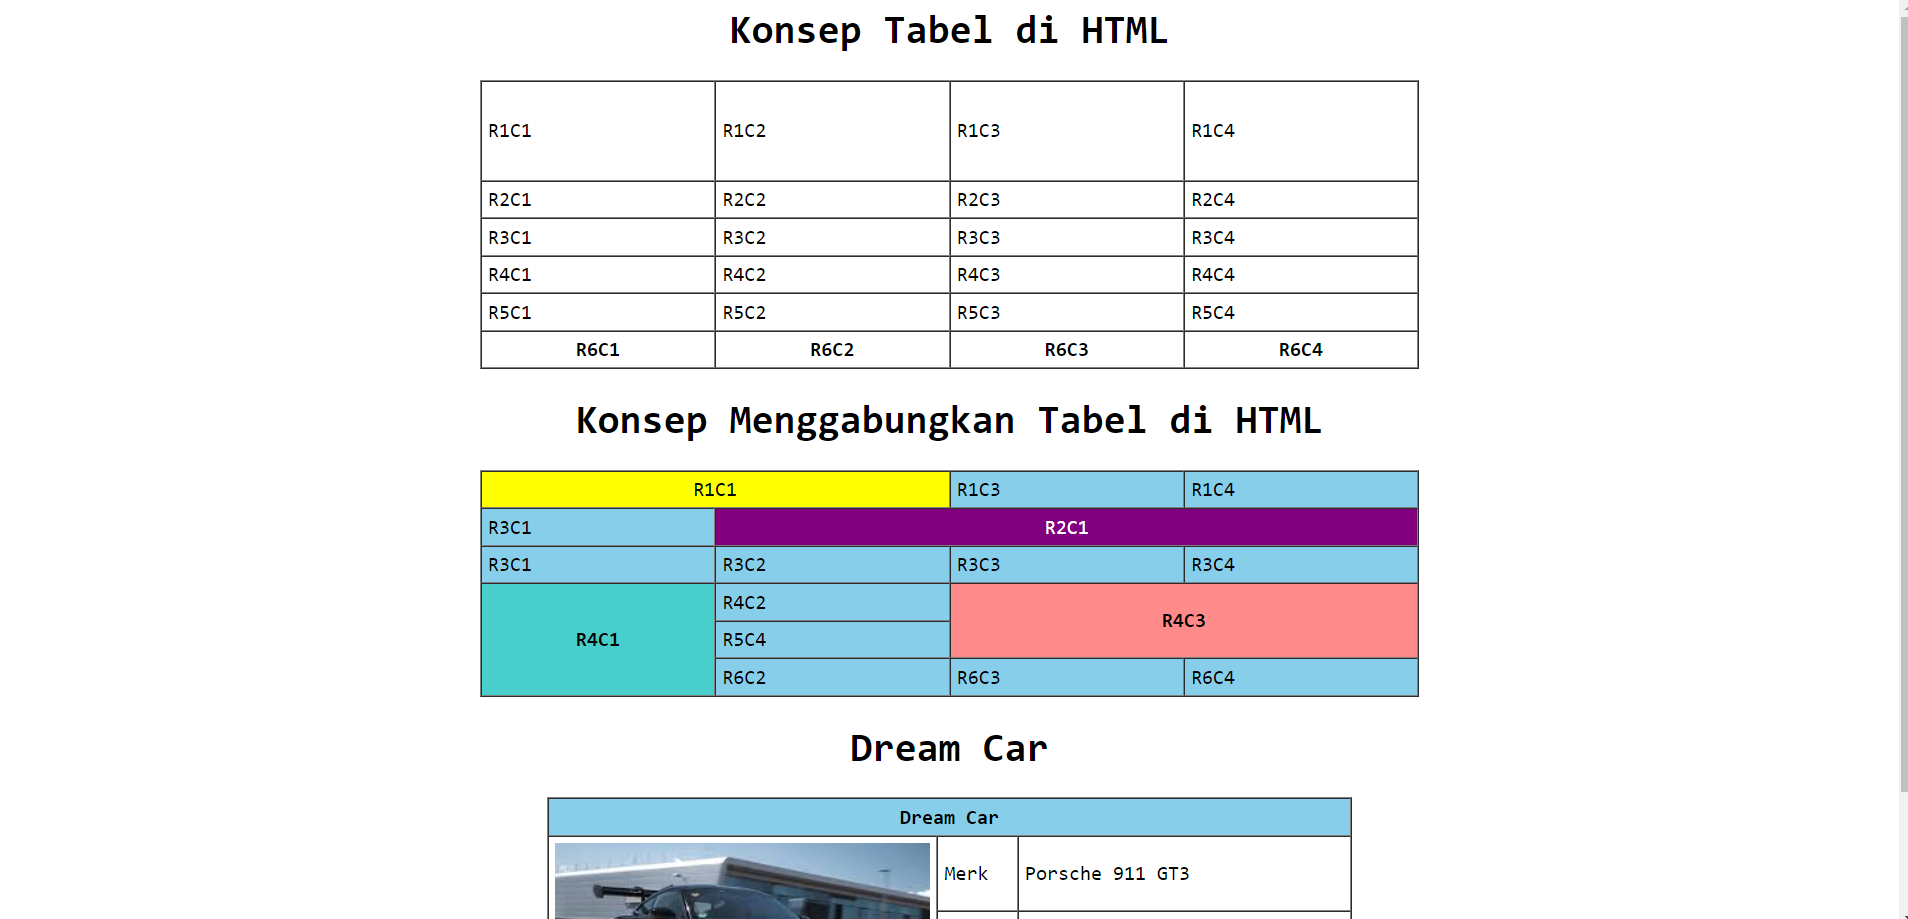 Konsep Tabel di HTML
R1C1 R1C2 R1C3 R1C4
R2C1 R2C2 R2C3 R2C4
R3C1 R3C2 R3C3 R3C4
R4C1 R4C2 R4C3 R4C4
R5C1 R5C2 R5C3 R5C4
R6C1 R6C2 R6C3 R6C4
Konsep Menggabungkan Tabel di HTML
R1C1 R1C3 R1C4
R3C1 R2C1
R3C1 R3C2 R3C3 R3C4
R4C2
R4C3
R4C1 R5C4
R6C2 R6C3 R6C4
Dream Car
Dream Car
Merk Porsche 911 GT3